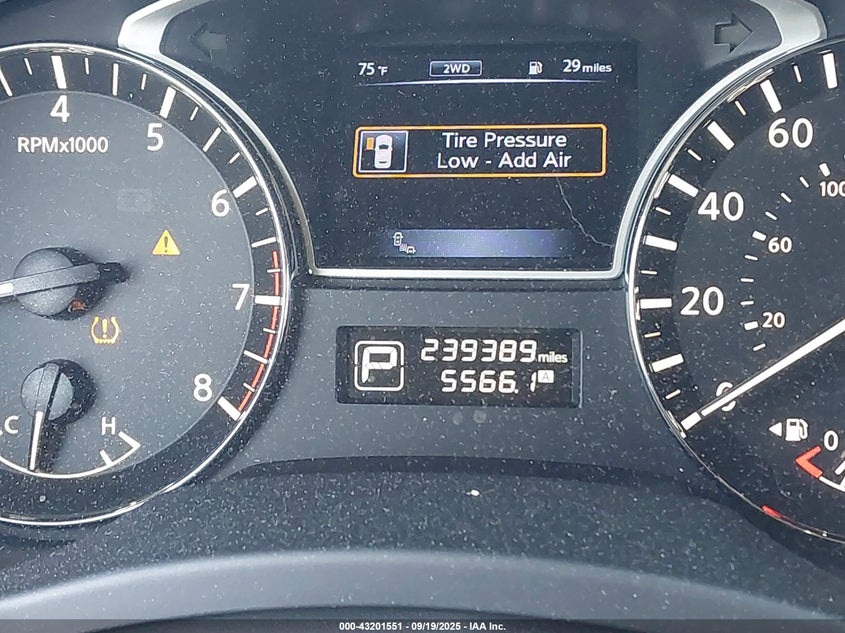 75°F 2WD 29 miles
Tire Pressure
Low - Add Air
4
5
RPMx1000
6
7
8
C H
P 239389 miles
5566.1 A
60
40
20
0
100
60
20
0
000-43201551 - 09/19/2025 - IAA Inc.